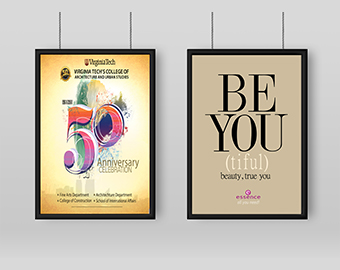 VirginiaTech
VIRGINIA TECH'S COLLEGE OF
ARCHITECTURE AND URBAN STUDIES
50
Anniversary
CELEBRATION
• Fine Arts Department
• Architecture Department
• College of Construction
• School of International Affairs
BE
YOU
(tiful)
beauty, true you
essence